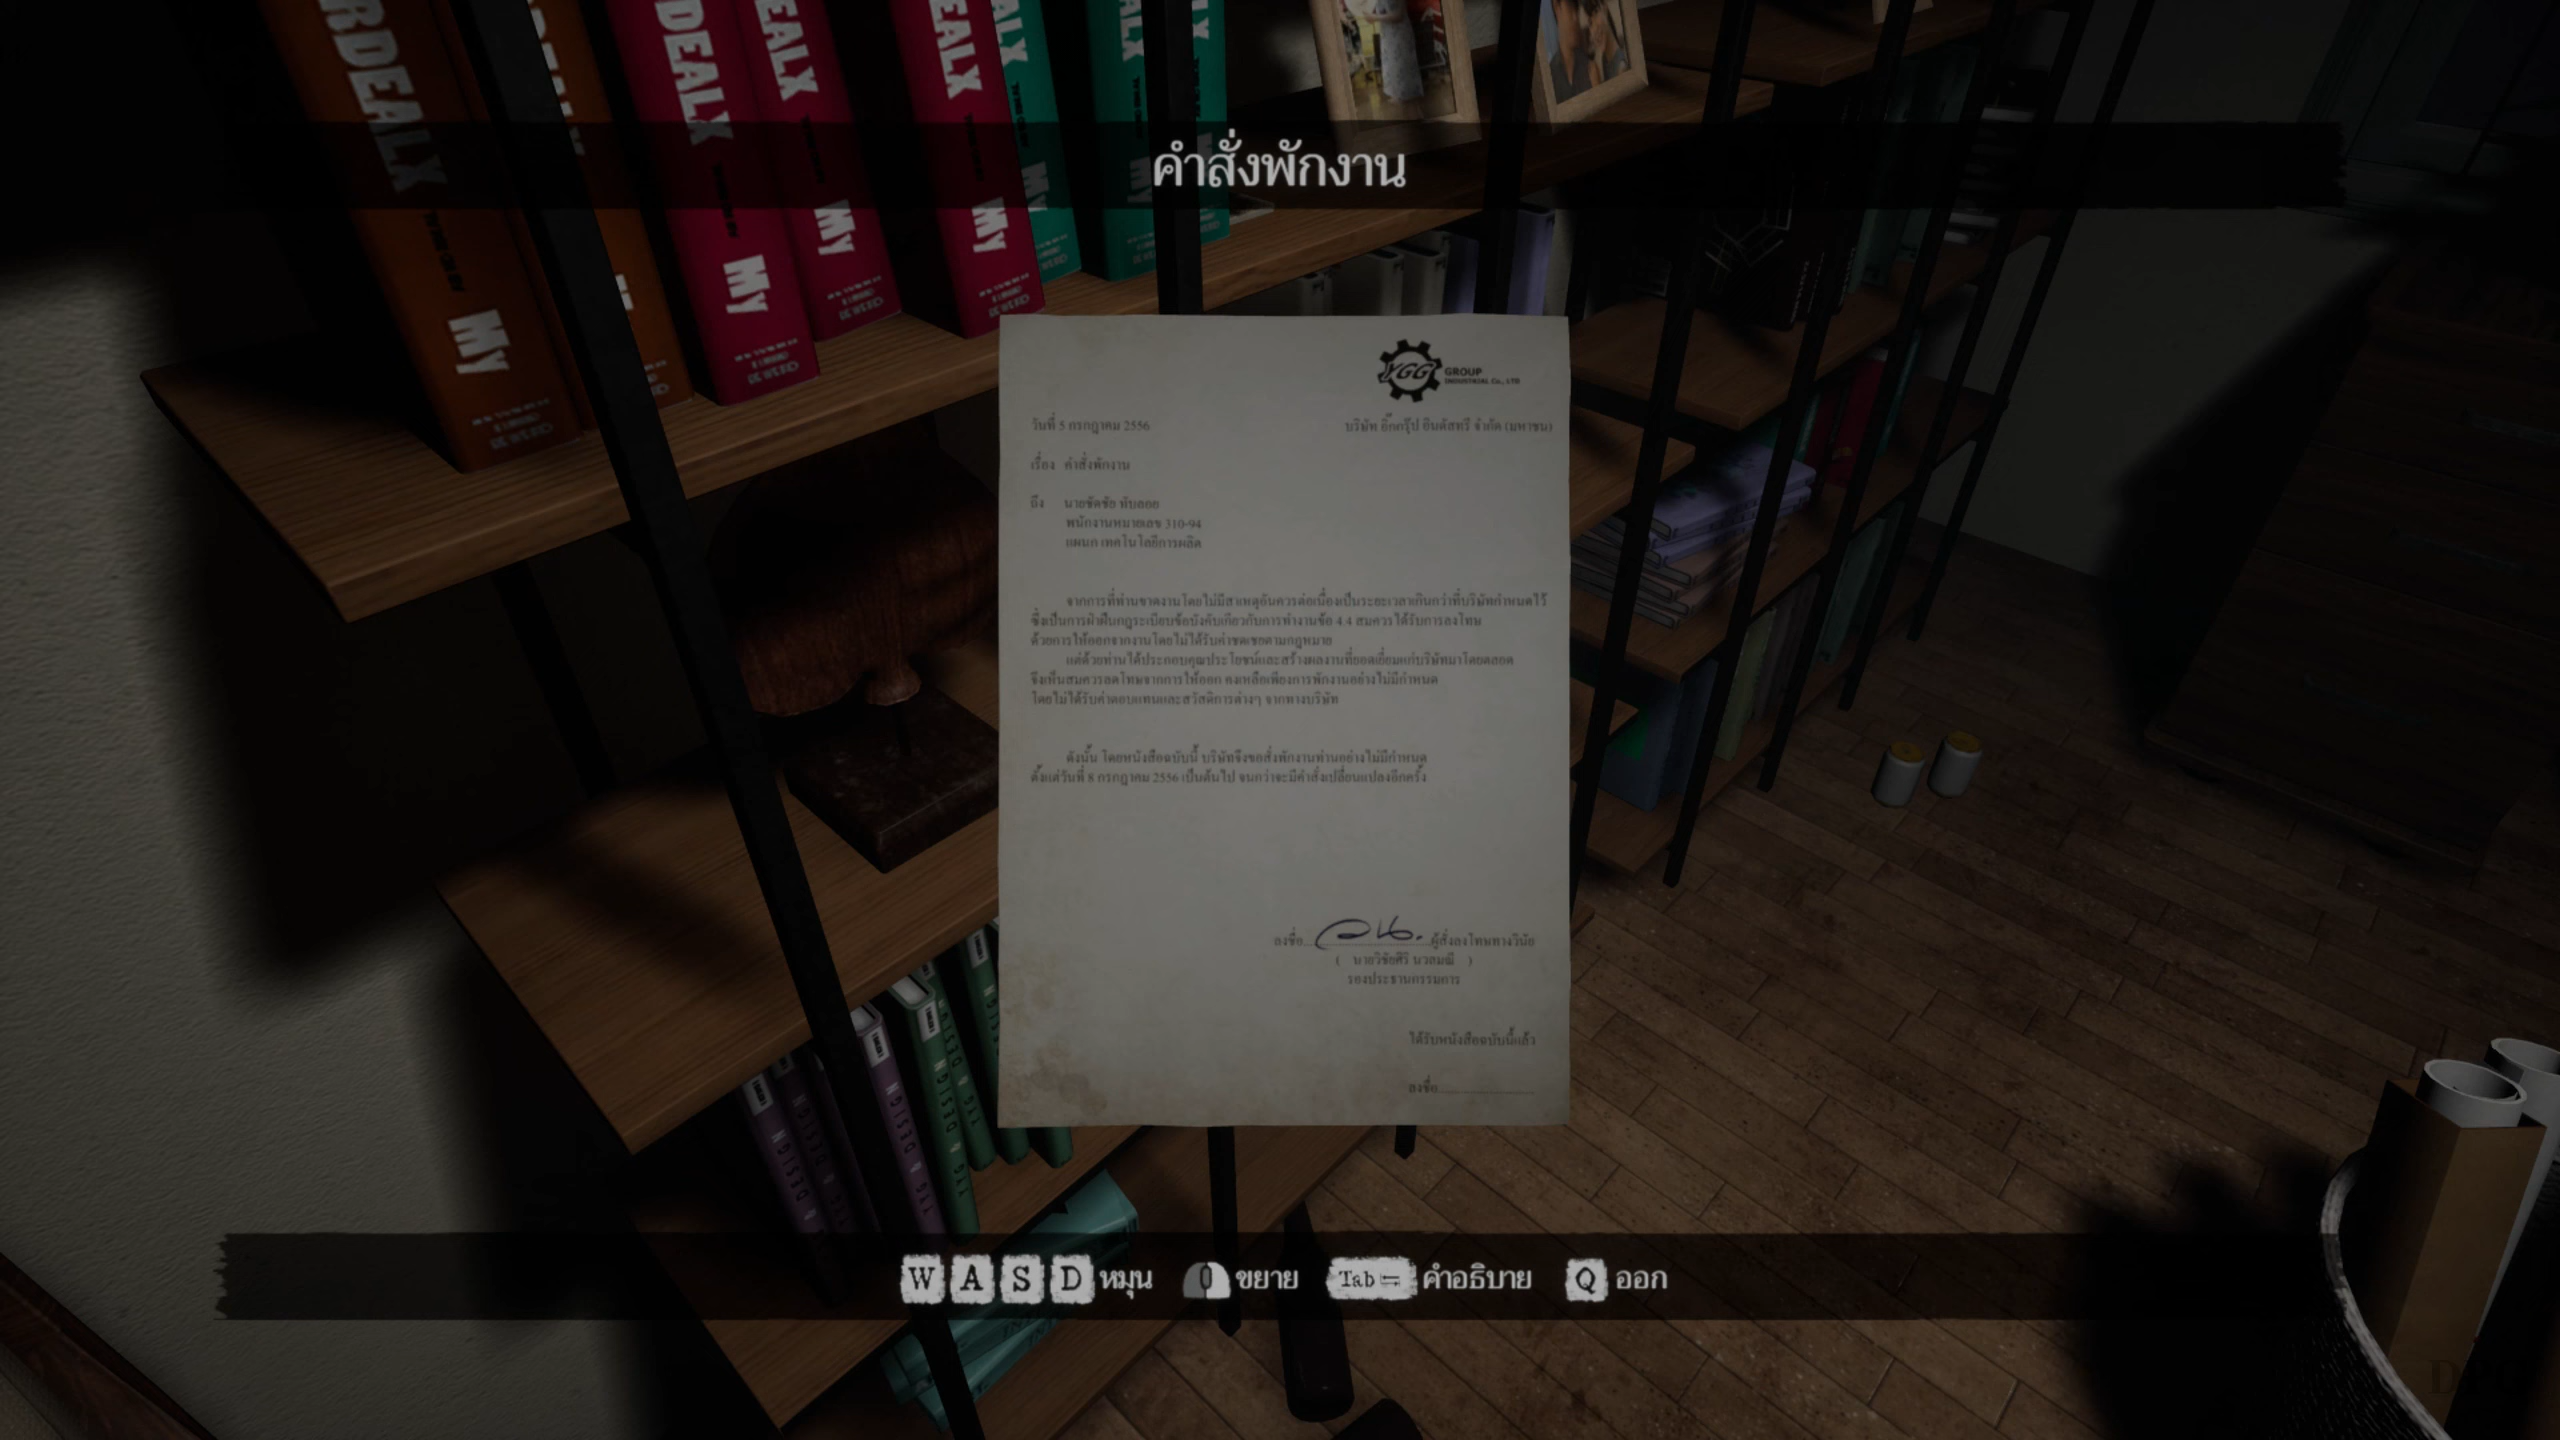 RDEALX
My
DEALX
My
EALX
My
EALX
My
ALX
My
คำสั่งพักงาน
YGG GROUP
INDUSTRIAL Co., LTD
วันที่ 5 กรกฎาคม 2556
บริษัท อิ๊กกรุ๊ป อินดัสทรี จำกัด (มหาชน)
เรื่อง คำสั่งพักงาน
ถึง นายชัดชัย ทับลอย
พนักงานหมายเลข 310-94
แผนก เทคโนโลยีการผลิต
จากการที่ท่านขาดงานโดยไม่มีสาเหตุอันควรต่อเนื่องเป็นระยะเวลาเกินกว่าที่บริษัทกำหนดไว้
ซึ่งเป็นการฝ่าฝืนกฎระเบียบข้อบังคับเกี่ยวกับการทำงานข้อ 4.4 สมควรได้รับการลงโทษ
ด้วยการให้ออกจากงานโดยไม่ได้รับค่าชดเชยตามกฎหมาย
แต่ด้วยท่านได้ประกอบคุณประโยชน์และสร้างผลงานที่ยอดเยี่ยมแก่บริษัทมาโดยตลอด
จึงเห็นสมควรลดโทษจากการให้ออก คงเหลือเพียงการพักงานอย่างไม่มีกำหนด
โดยไม่ได้รับค่าตอบแทนและสวัสดิการต่างๆ จากทางบริษัท
ดังนั้น โดยหนังสือฉบับนี้ บริษัทจึงขอสั่งพักงานท่านอย่างไม่มีกำหนด
ตั้งแต่วันที่ 8 กรกฎาคม 2556 เป็นต้นไป จนกว่าจะมีคำสั่งเปลี่ยนแปลงอีกครั้ง
ลงชื่อ..............................ผู้สั่งลงโทษทางวินัย
( นายวิชัยศิริ นวลมณี )
รองประธานกรรมการ
ได้รับหนังสือฉบับนี้แล้ว
ลงชื่อ..............................
W A S D หมุน ขยาย Tab คำอธิบาย Q ออก